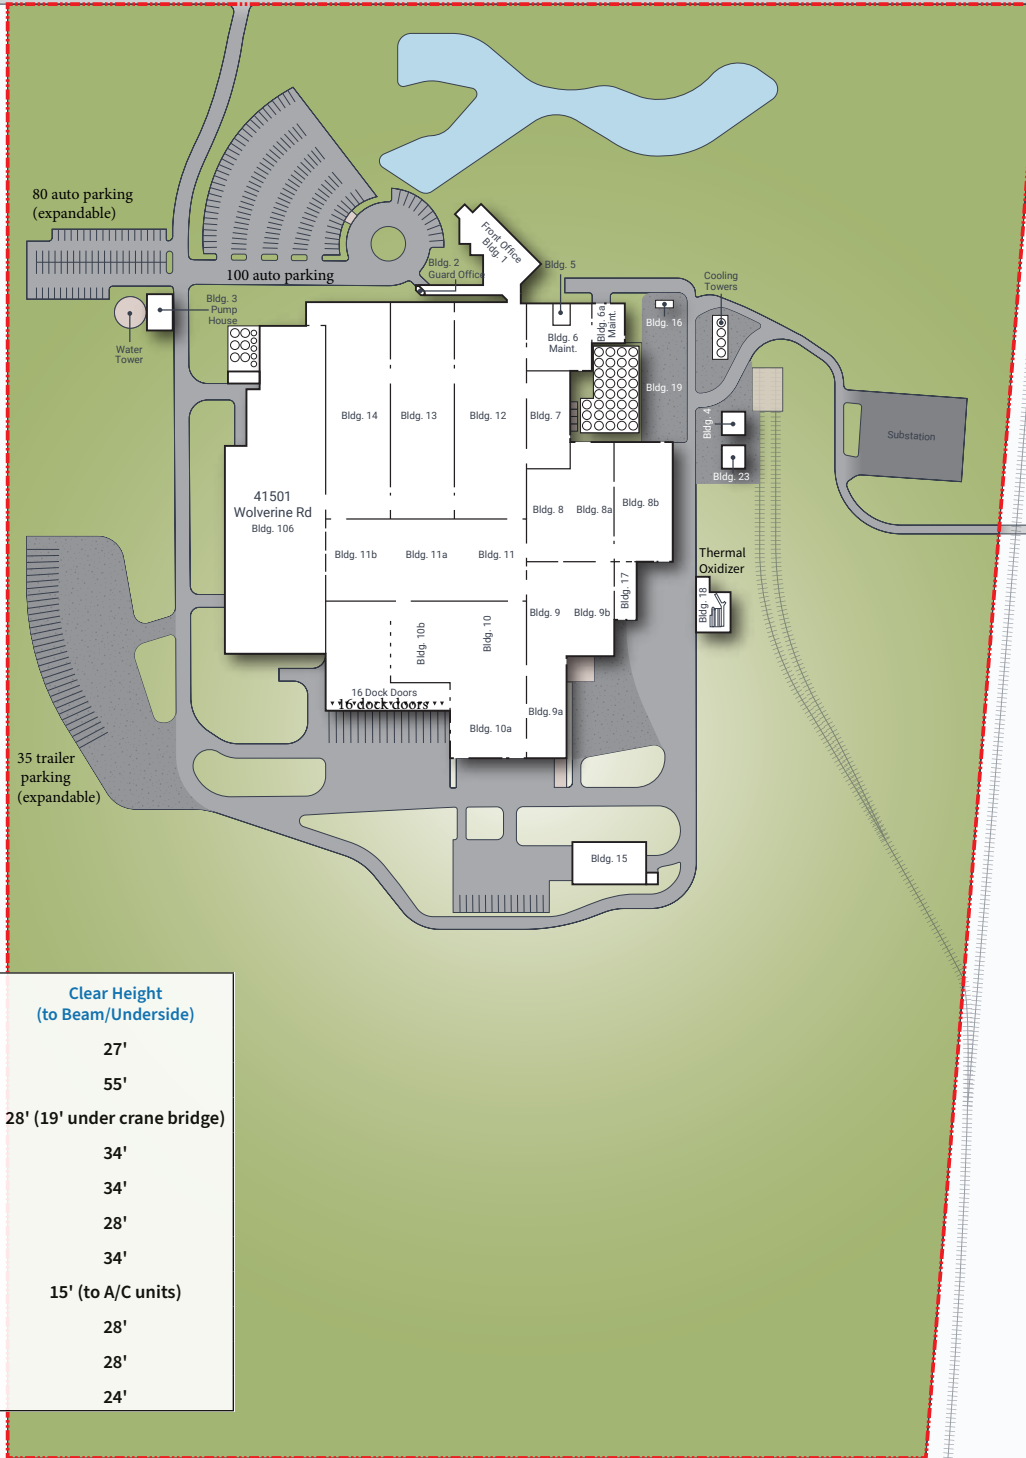 80 auto parking
(expandable)
100 auto parking
Front Office
Bldg. 1
Bldg. 2
Guard Office
Bldg. 5
Cooling
Towers
Bldg. 3
Pump
House
Water
Tower
Bldg. 6
Maint.
Bldg. 6a
Maint.
Bldg. 16
Bldg. 19
Bldg. 4
Bldg. 23
Substation
Bldg. 14
Bldg. 13
Bldg. 12
Bldg. 7
41501
Wolverine Rd
Bldg. 106
Bldg. 8
Bldg. 8a
Bldg. 8b
Bldg. 11b
Bldg. 11a
Bldg. 11
Thermal
Oxidizer
Bldg. 18
Bldg. 17
Bldg. 9
Bldg. 9b
Bldg. 10b
Bldg. 10
16 Dock Doors
16 dock doors
Bldg. 9a
Bldg. 10a
35 trailer
parking
(expandable)
Bldg. 15
Clear Height
(to Beam/Underside)
27'
55'
28' (19' under crane bridge)
34'
34'
28'
34'
15' (to A/C units)
28'
28'
24'